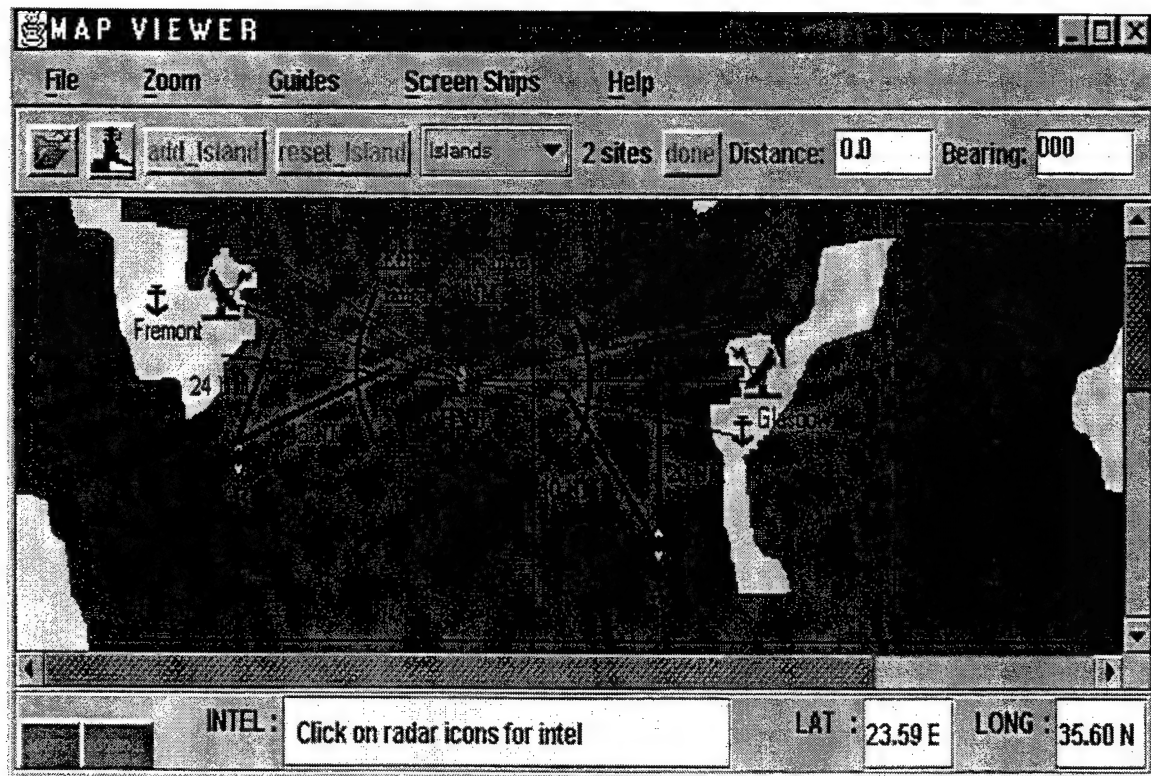 MAP VIEWER
File Zoom Guides Screen Ships Help
add_Island reset_Island Islands 2 sites done Distance: 0.0 Bearing: 000
Fremont
24
INTEL: Click on radar icons for intel LAT : 23.59 E LONG : 35.60 N